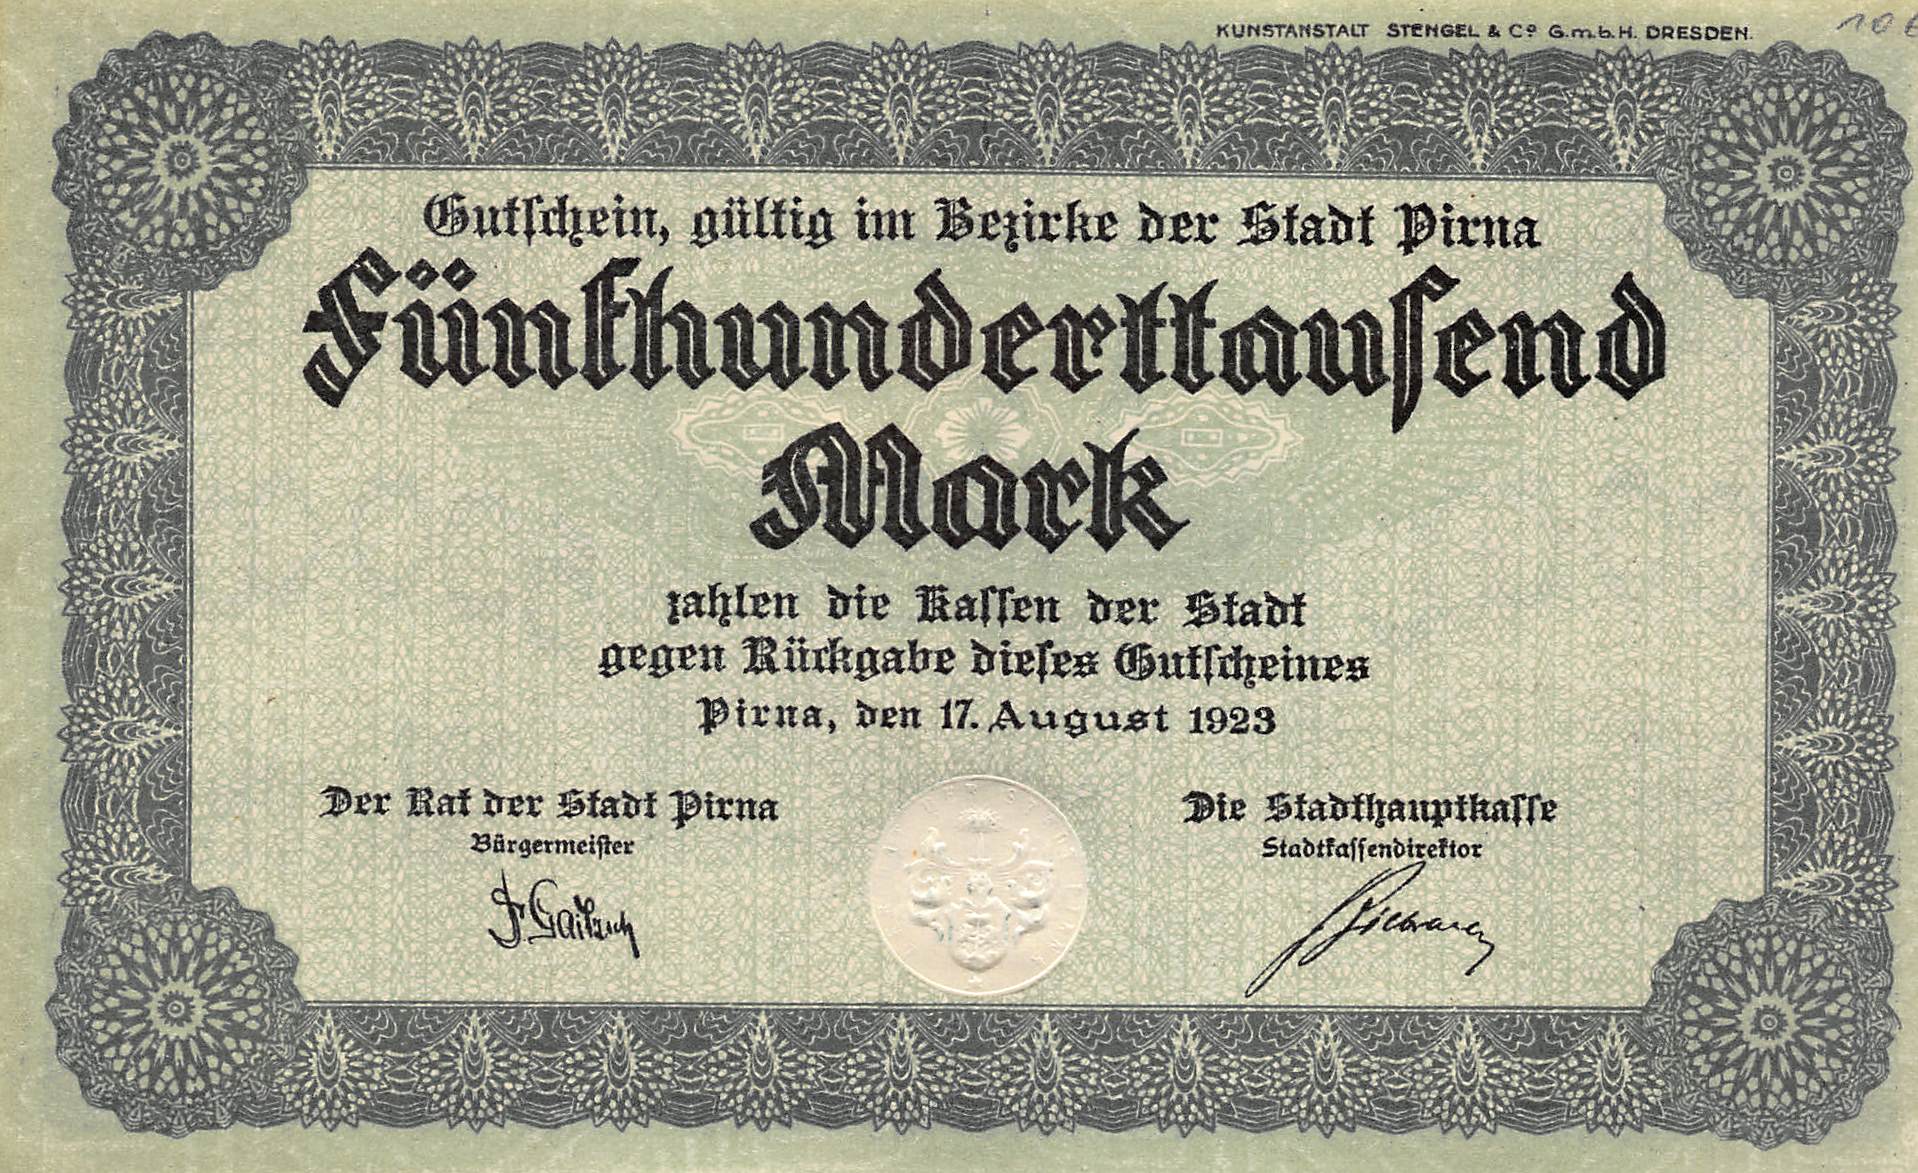 KUNSTANSTALT STENGEL & Co G.m.b.H. DRESDEN.
Gutschein, gültig im Bezirke der Stadt Pirna
Fünfhunderttausend
Mark
zahlen die Kassen der Stadt
gegen Rückgabe dieses Gutscheines
Pirna, den 17. August 1923
Der Rat der Stadt Pirna
Bürgermeister
Die Stadthauptkasse
Stadtkassendirektor